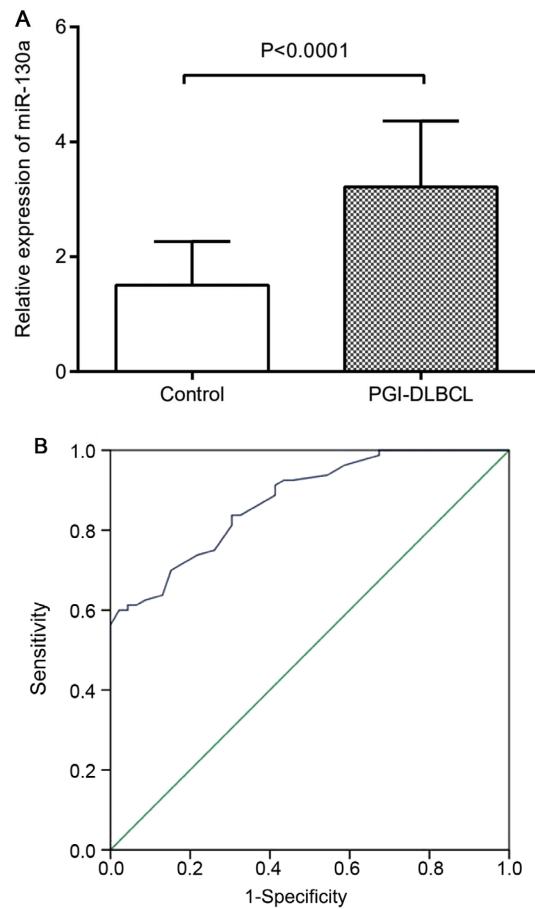 A
Relative expression of miR-130a
6
4
2
0
P<0.0001
Control
PGI-DLBCL
B
Sensitivity
1.0
0.8
0.6
0.4
0.2
0.0
0.0 0.2 0.4 0.6 0.8 1.0
1-Specificity